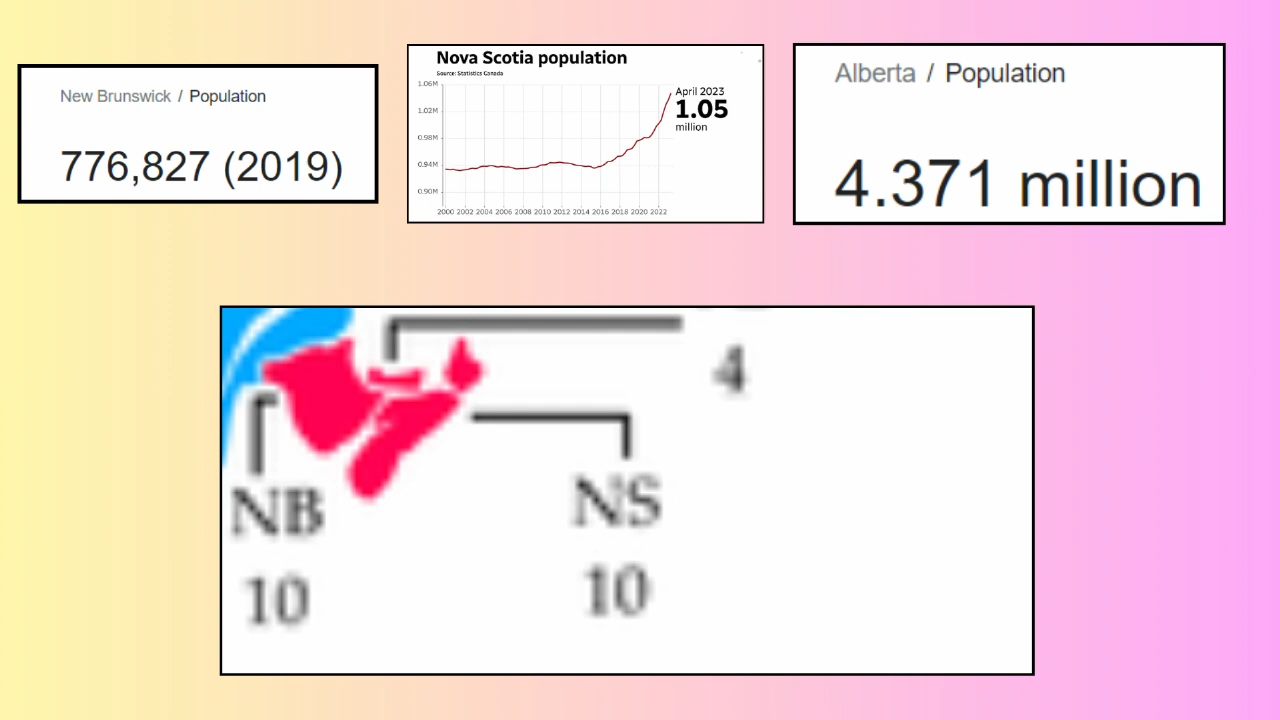 New Brunswick / Population
776,827 (2019)
Nova Scotia population
Source: Statistics Canada
1.06M
1.02M
0.98M
0.94M
0.90M
2000 2002 2004 2006 2008 2010 2012 2014 2016 2018 2020 2022
April 2023
1.05
million
Alberta / Population
4.371 million
4
NB
10
NS
10